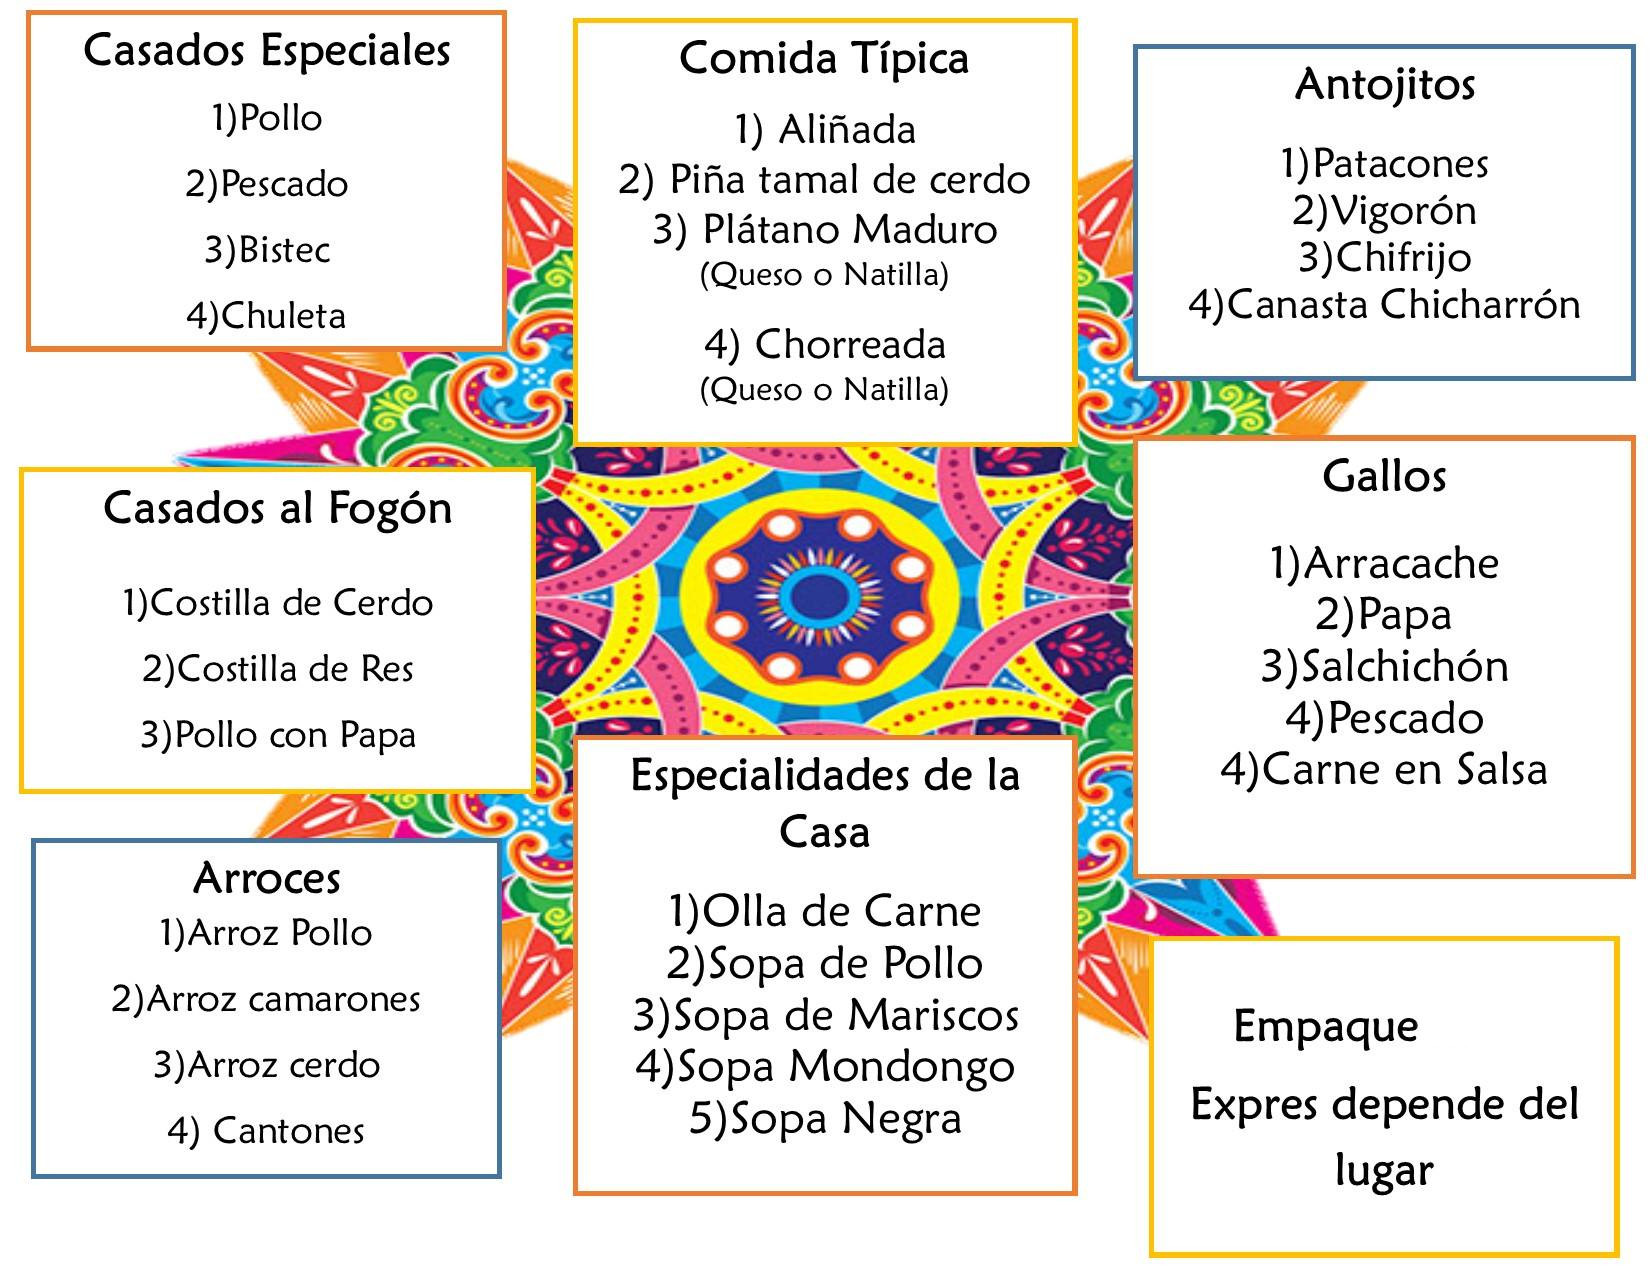 Casados Especiales
1)Pollo
2)Pescado
3)Bistec
4)Chuleta
Comida Típica
1) Aliñada
2) Piña tamal de cerdo
3) Plátano Maduro
(Queso o Natilla)
4) Chorreada
(Queso o Natilla)
Antojitos
1)Patacones
2)Vigorón
3)Chifrijo
4)Canasta Chicharrón
Casados al Fogón
1)Costilla de Cerdo
2)Costilla de Res
3)Pollo con Papa
Gallos
1)Arracache
2)Papa
3)Salchichón
4)Pescado
4)Carne en Salsa
Arroces
1)Arroz Pollo
2)Arroz camarones
3)Arroz cerdo
4) Cantones
Especialidades de la
Casa
1)Olla de Carne
2)Sopa de Pollo
3)Sopa de Mariscos
4)Sopa Mondongo
5)Sopa Negra
Empaque
Expres depende del
lugar